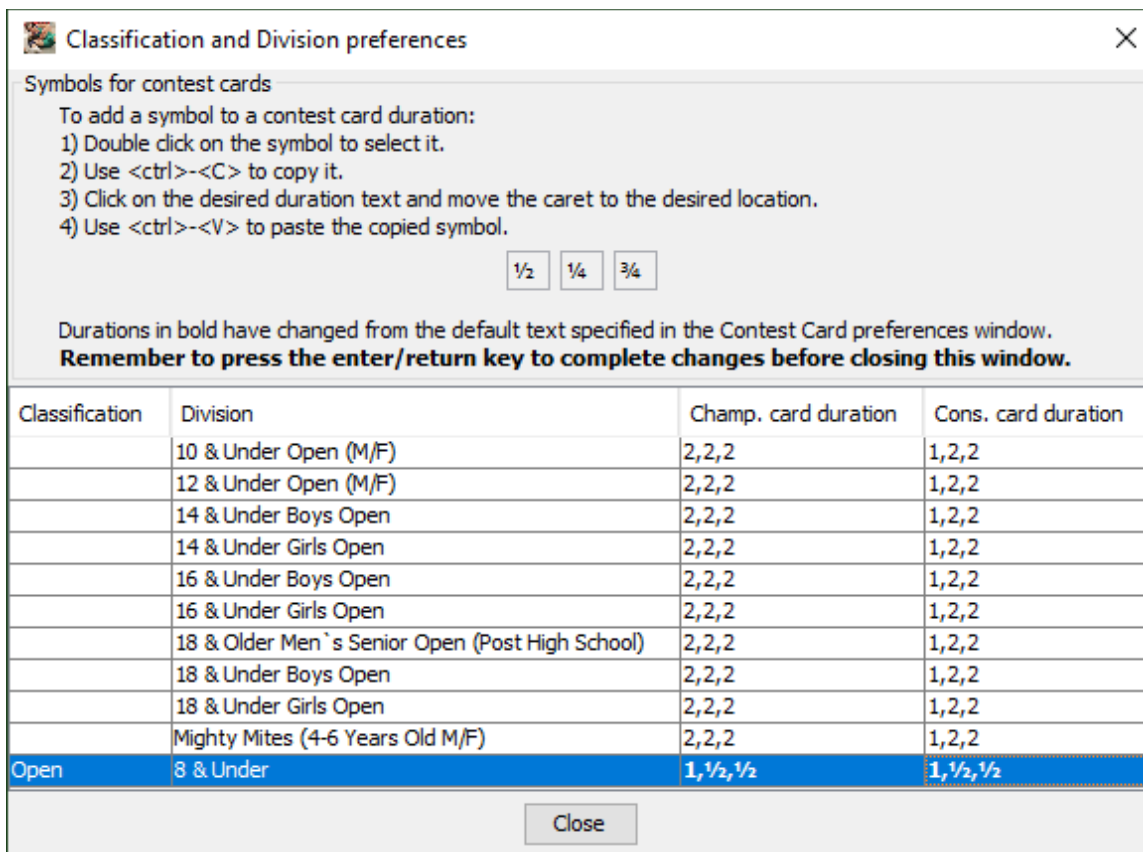 Classification and Division preferences
Symbols for contest cards
To add a symbol to a contest card duration:
1) Double click on the symbol to select it.
2) Use <ctrl>-<C> to copy it.
3) Click on the desired duration text and move the caret to the desired location.
4) Use <ctrl>-<V> to paste the copied symbol.
½ ¼ ¾
Durations in bold have changed from the default text specified in the Contest Card preferences window.
Remember to press the enter/return key to complete changes before closing this window.
Classification Division Champ. card duration Cons. card duration
10 & Under Open (M/F) 2,2,2 1,2,2
12 & Under Open (M/F) 2,2,2 1,2,2
14 & Under Boys Open 2,2,2 1,2,2
14 & Under Girls Open 2,2,2 1,2,2
16 & Under Boys Open 2,2,2 1,2,2
16 & Under Girls Open 2,2,2 1,2,2
18 & Older Men`s Senior Open (Post High School) 2,2,2 1,2,2
18 & Under Boys Open 2,2,2 1,2,2
18 & Under Girls Open 2,2,2 1,2,2
Mighty Mites (4-6 Years Old M/F) 2,2,2 1,2,2
Open 8 & Under 1,½,½ 1,½,½
Close